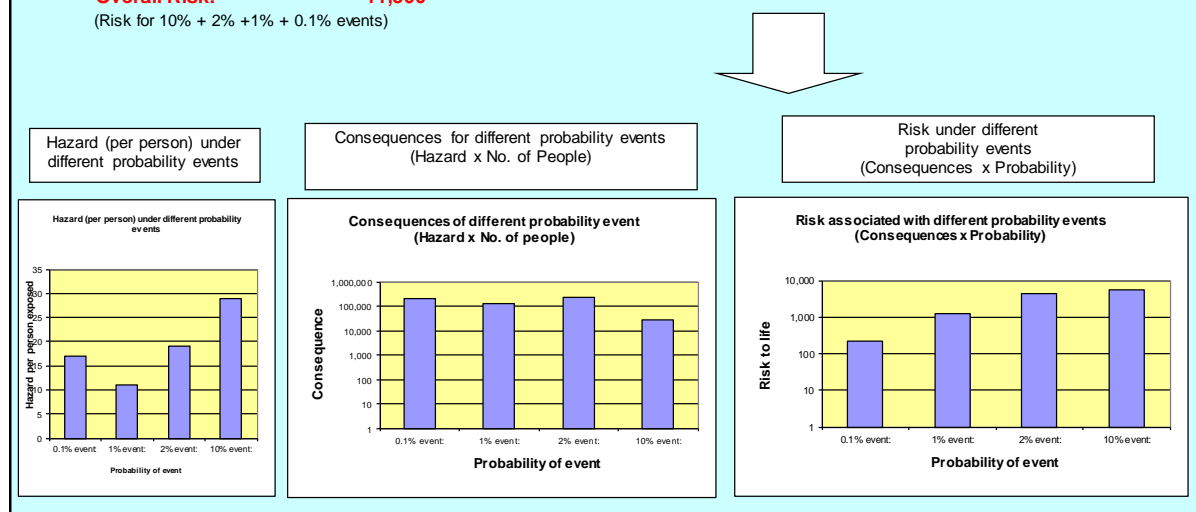 (Risk for 10% + 2% +1% + 0.1% events)
Hazard (per person) under
different probability events
Consequences for different probability events
(Hazard x No. of People)
Risk under different
probability events
(Consequences x Probability)
Hazard (per person) under different probability
events
35
30
25
20
15
10
5
0
Hazard per person exposed
0.1% event:
1% event:
2% event:
10% event:
Probability of event
Consequences of different probability event
(Hazard x No. of people)
1,000,000
100,000
10,000
1,000
100
10
1
Consequence
0.1% event:
1% event:
2% event:
10% event:
Probability of event
Risk associated with different probability events
(Consequences x Probability)
10,000
1,000
100
10
1
Risk to life
0.1% event:
1% event:
2% event:
10% event:
Probability of event